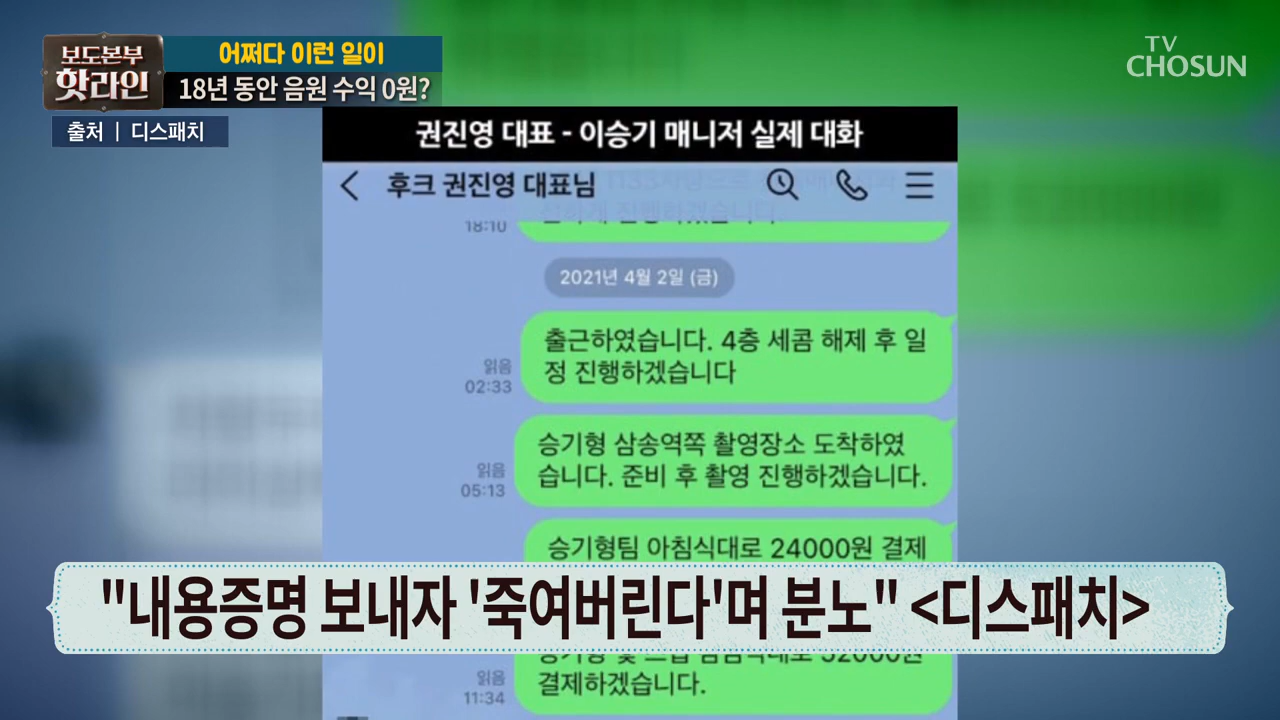 보도본부
핫라인
어쩌다 이런 일이
18년 동안 음원 수익 0원?
출처 | 디스패치
TV
CHOSUN
권진영 대표 - 이승기 매니저 실제 대화
후크 권진영 대표님
18:10
2021년 4월 2일 (금)
출근하였습니다. 4층 세콤 해제 후 일
정 진행하겠습니다
읽음
02:33
승기형 삼송역쪽 촬영장소 도착하였
습니다. 준비 후 촬영 진행하겠습니다.
읽음
05:13
승기형팀 아침식대로 24000원 결제
"내용증명 보내자 '죽여버린다'며 분노" <디스패치>
결제하겠습니다.
읽음
11:34